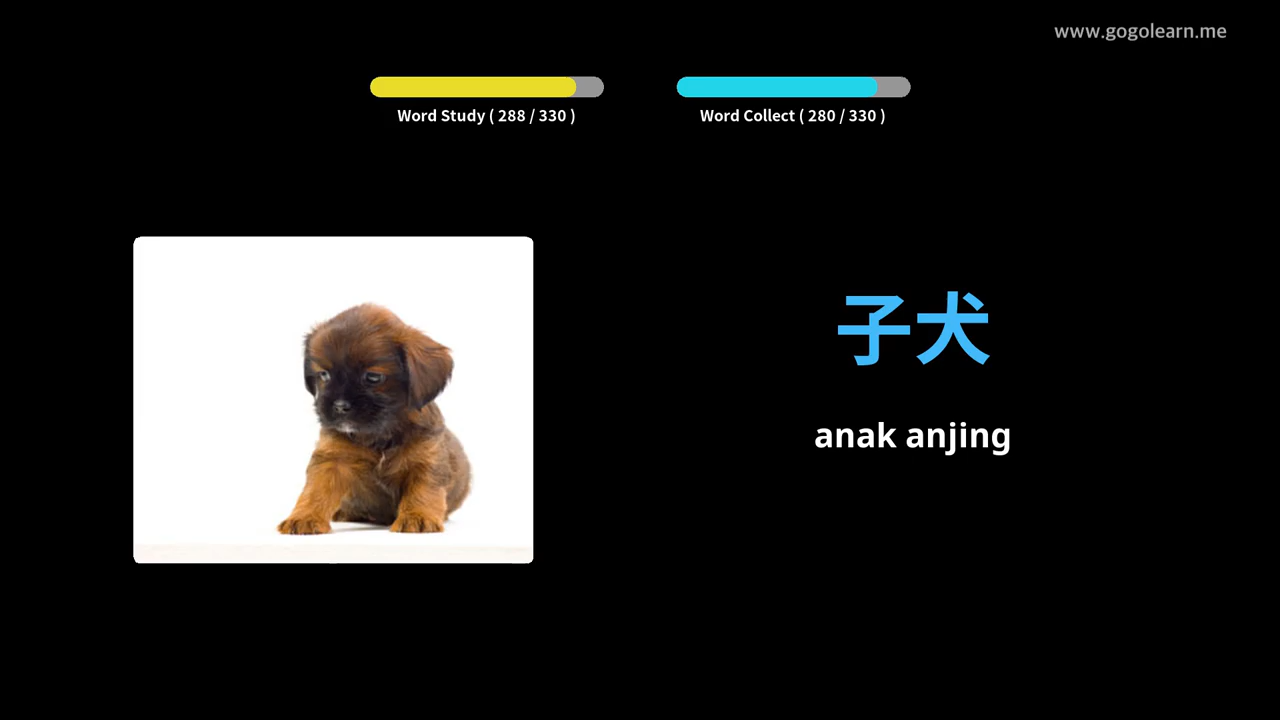 www.gogolearn.me
Word Study ( 288 / 330 )
Word Collect ( 280 / 330 )
子犬
anak anjing